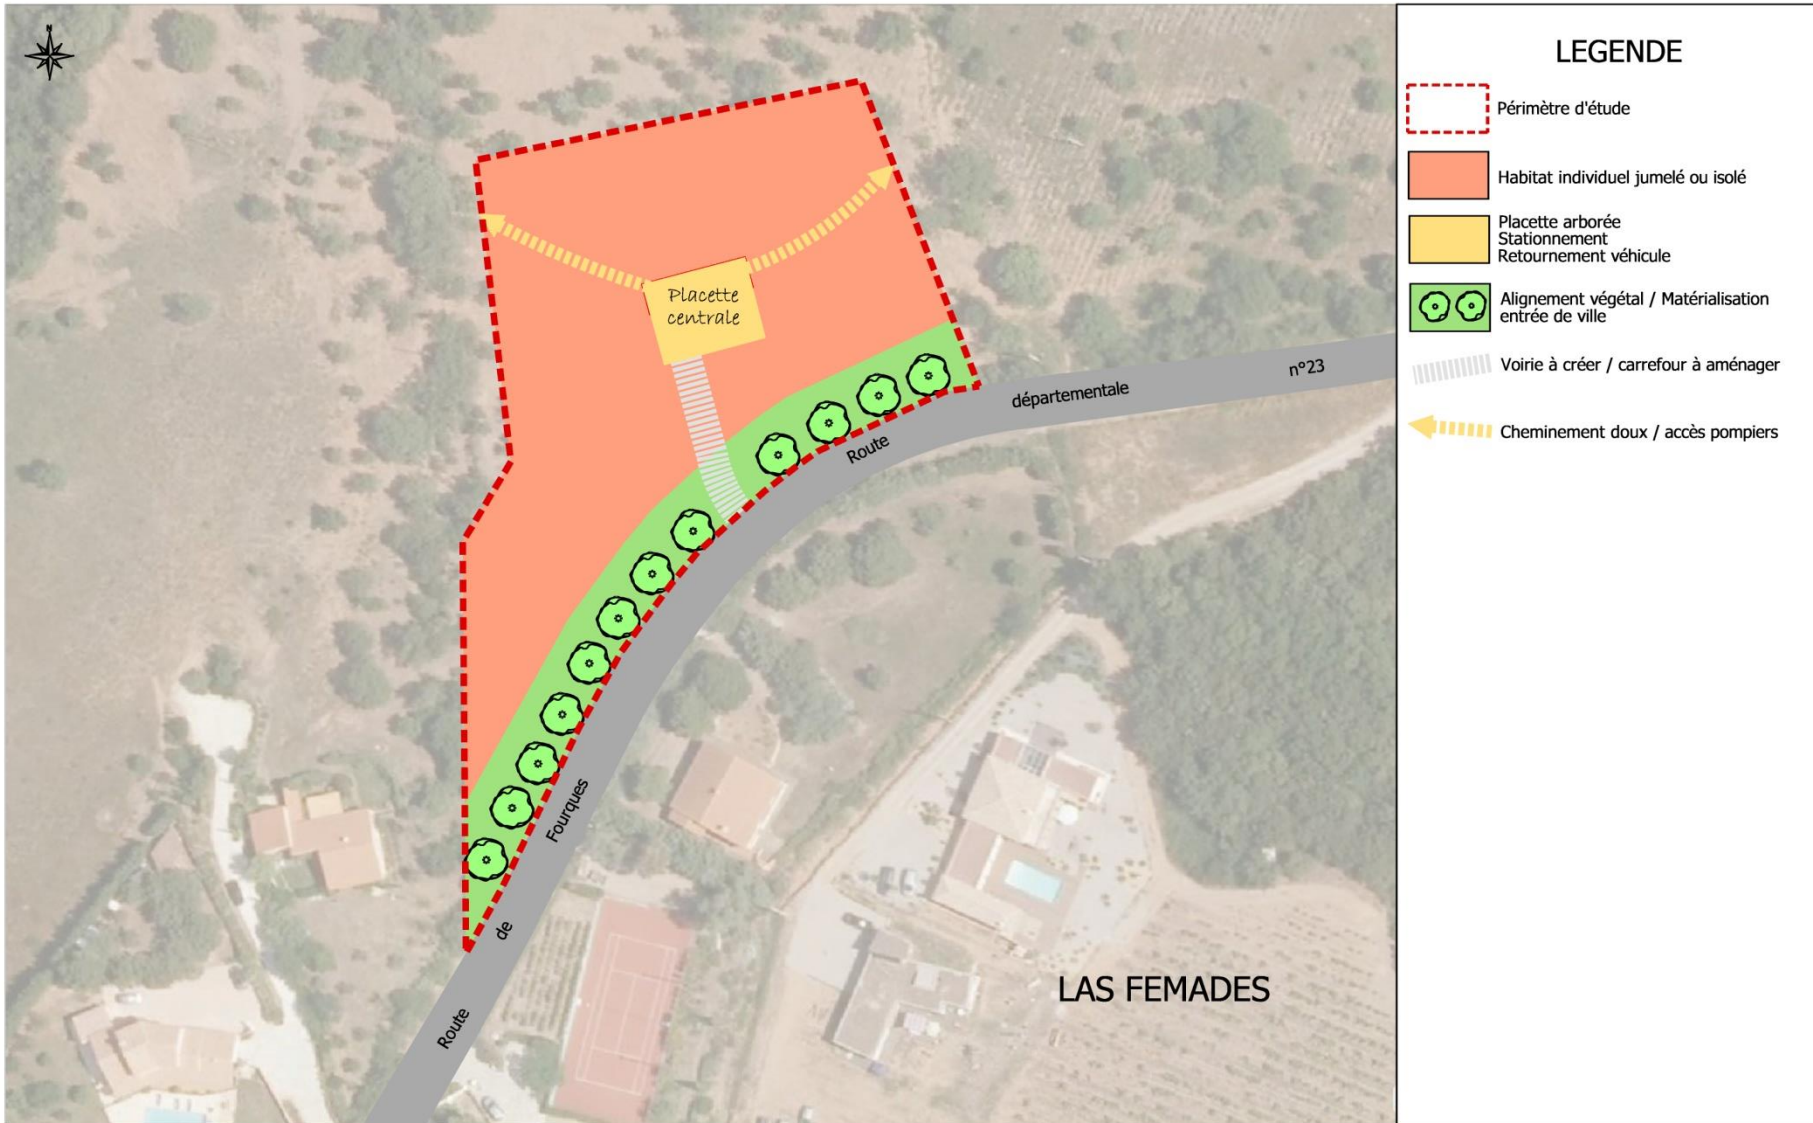 N
LEGENDE
Périmètre d'étude
Habitat individuel jumelé ou isolé
Placette arborée
Stationnement
Retournement véhicule
Alignement végétal / Matérialisation
entrée de ville
Voirie à créer / carrefour à aménager
Cheminement doux / accès pompiers
Placette
centrale
Route départementale n°23
Route de Fourques
LAS FEMADES